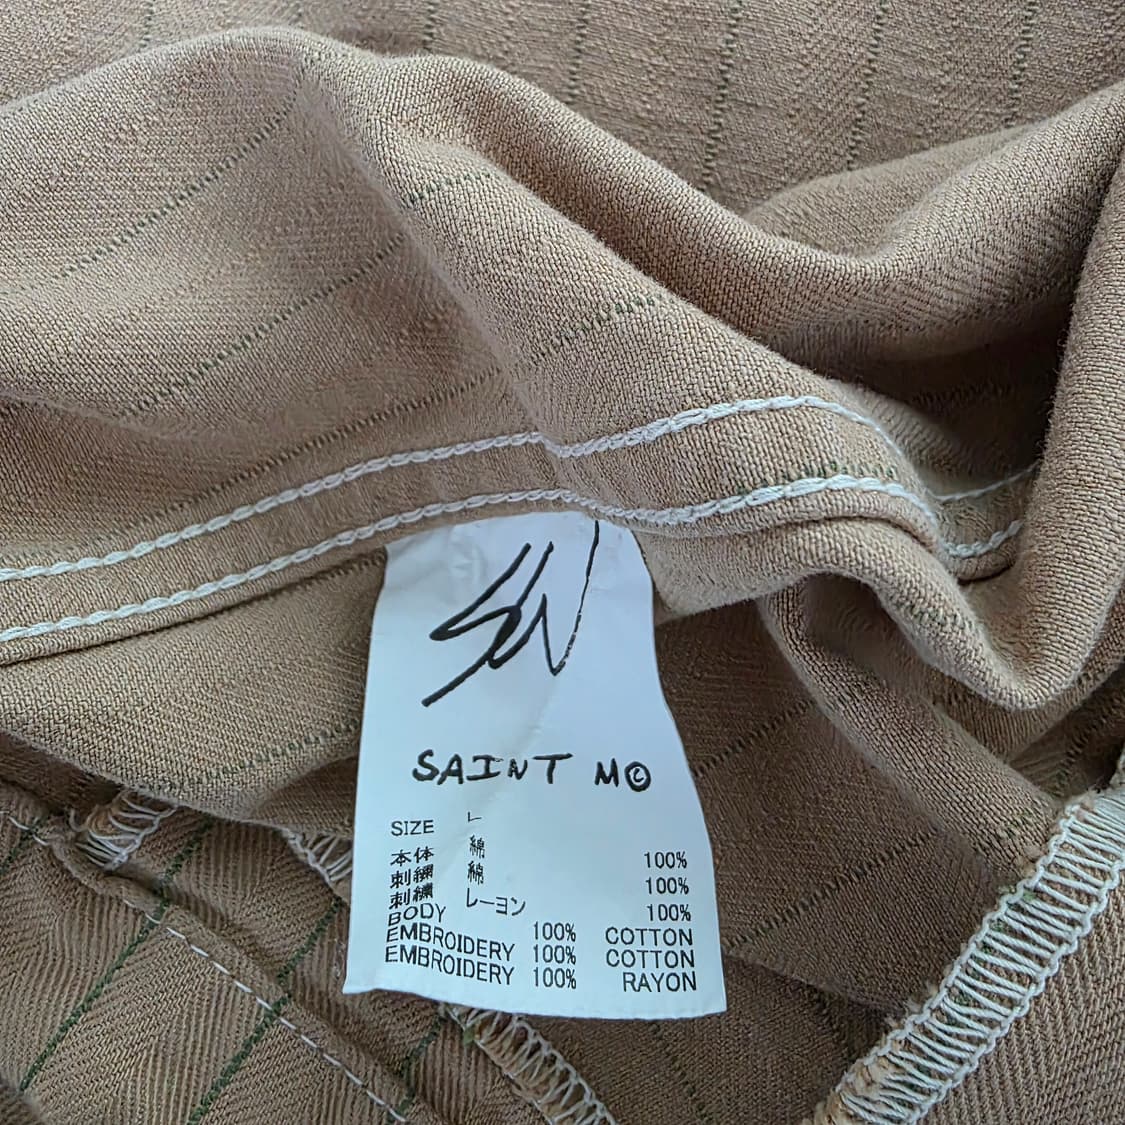 SAINT M©
SIZE L
本体 綿 100%
刺繍 綿 100%
刺繍 レーヨン 100%
BODY 100% COTTON
EMBROIDERY 100% COTTON
EMBROIDERY 100% RAYON